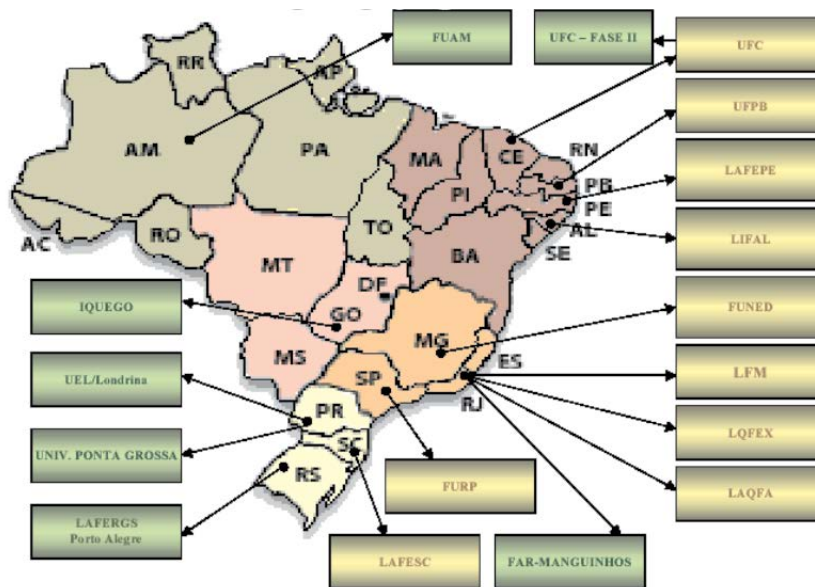 FUAM
UFC – FASE II
UFC
RR
AP
UFPB
AM
PA
MA
CE
RN
PI
PB
LAFEPE
PE
TO
AL
AC
RO
SE
LIFAL
MT
BA
DF
IQUEGO
GO
FUNED
MG
MS
ES
UEL/Londrina
SP
LFM
RJ
PR
UNIV. PONTA GROSSA
SC
LQFEX
RS
FURP
LAQFA
LAFERGS
Porto Alegre
LAFESC
FAR-MANGUINHOS